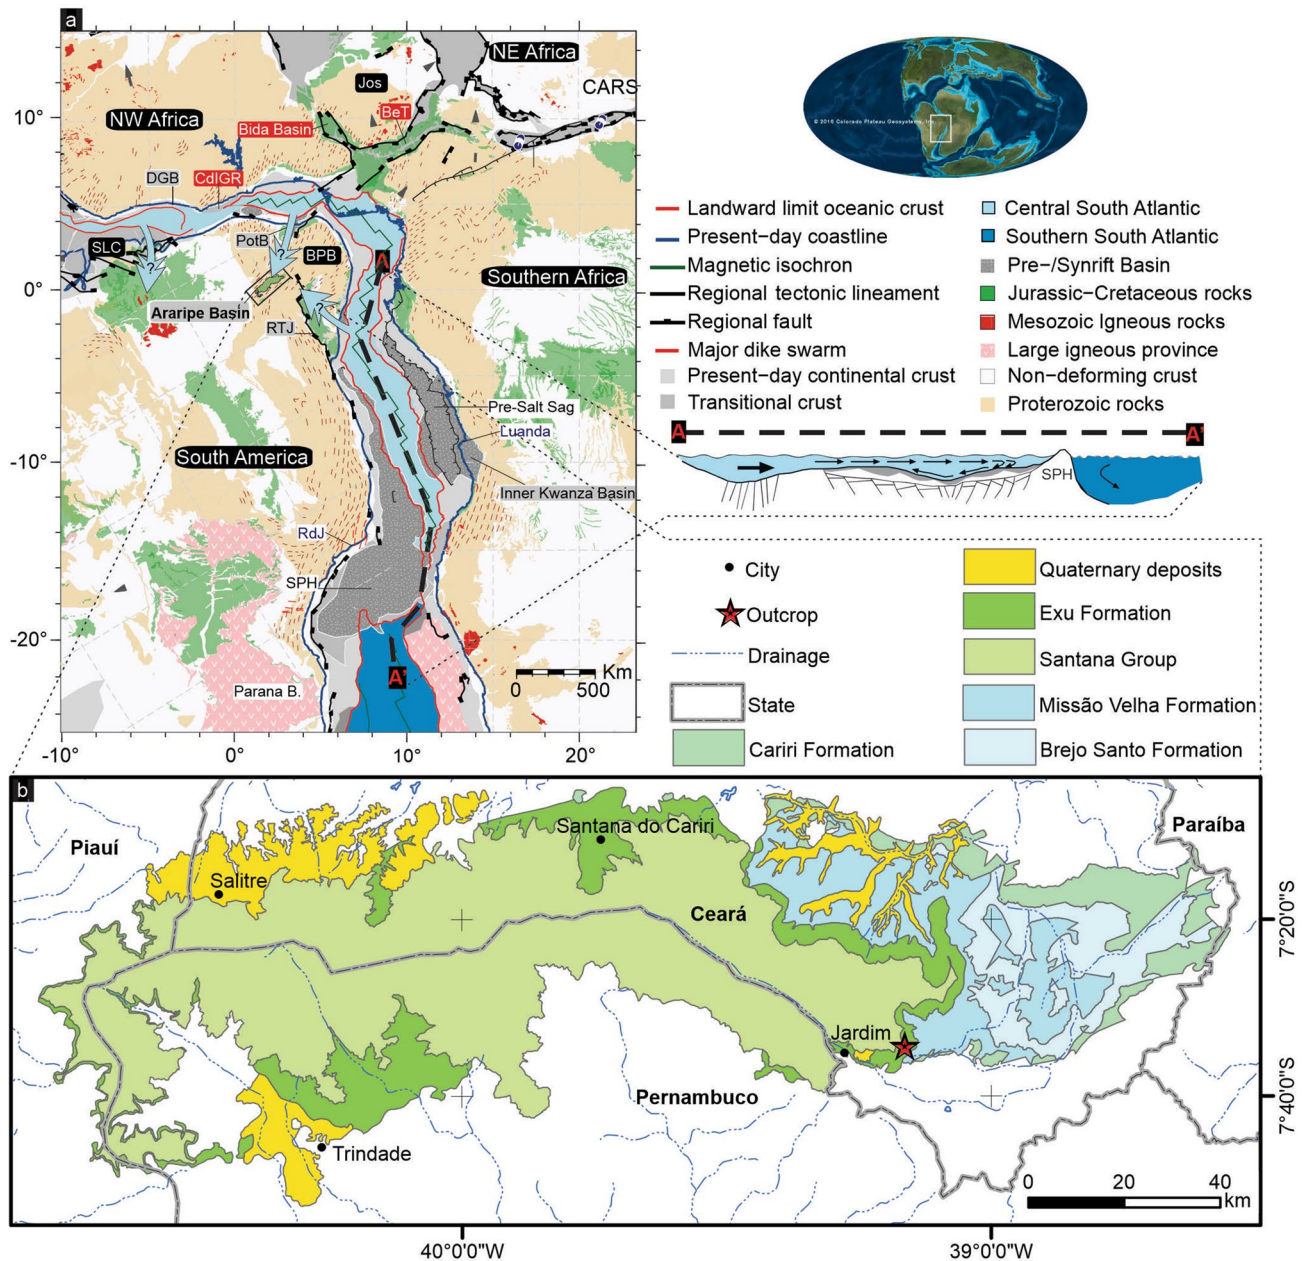 a
NE Africa
Jos
CARS
10°
NW Africa
BeT
Bida Basin
DGB
CdIGR
SLC
PotB
BPB
A
Southern Africa
0°
Araripe Basin
RTJ
Pre-Salt Sag
Luanda
South America
-10°
Inner Kwanza Basin
RdJ
SPH
-20°
A'
Parana B.
Km
0 500
-10° 0° 10° 20°
© 2016 Colorado Plateau Geosystems, Inc.
Landward limit oceanic crust
Present-day coastline
Magnetic isochron
Regional tectonic lineament
Regional fault
Major dike swarm
Present-day continental crust
Transitional crust
Central South Atlantic
Southern South Atlantic
Pre-/Synrift Basin
Jurassic-Cretaceous rocks
Mesozoic Igneous rocks
Large igneous province
Non-deforming crust
Proterozoic rocks
A A'
SPH
City
Outcrop
Drainage
State
Cariri Formation
Quaternary deposits
Exu Formation
Santana Group
Missão Velha Formation
Brejo Santo Formation
b
Piauí
Santana do Cariri
Paraíba
Salitre
Ceará
7°20'0"S
Jardim
Pernambuco
7°40'0"S
Trindade
0 20 40
km
40°0'0"W 39°0'0"W